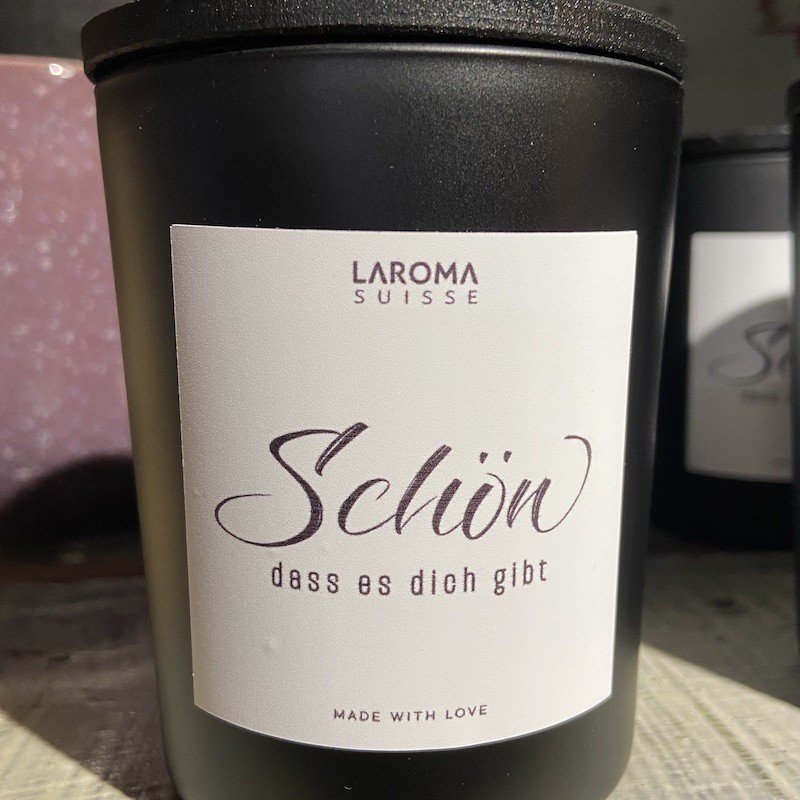 LAROMA
SUISSE
Schön
dass es dich gibt
MADE WITH LOVE